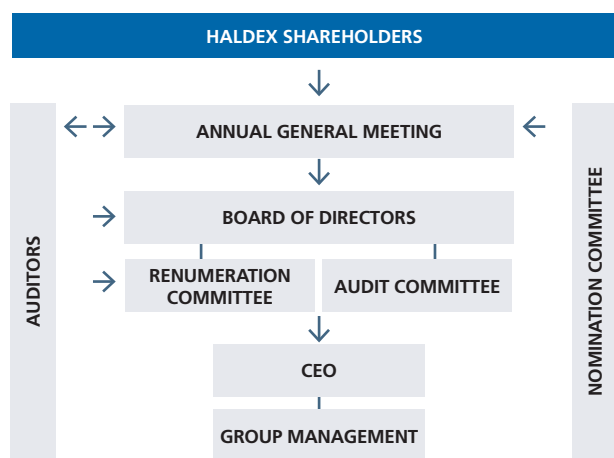 HALDEX SHAREHOLDERS
ANNUAL GENERAL MEETING
BOARD OF DIRECTORS
RENUMERATION
COMMITTEE
AUDIT COMMITTEE
CEO
GROUP MANAGEMENT
AUDITORS
NOMINATION COMMITTEE